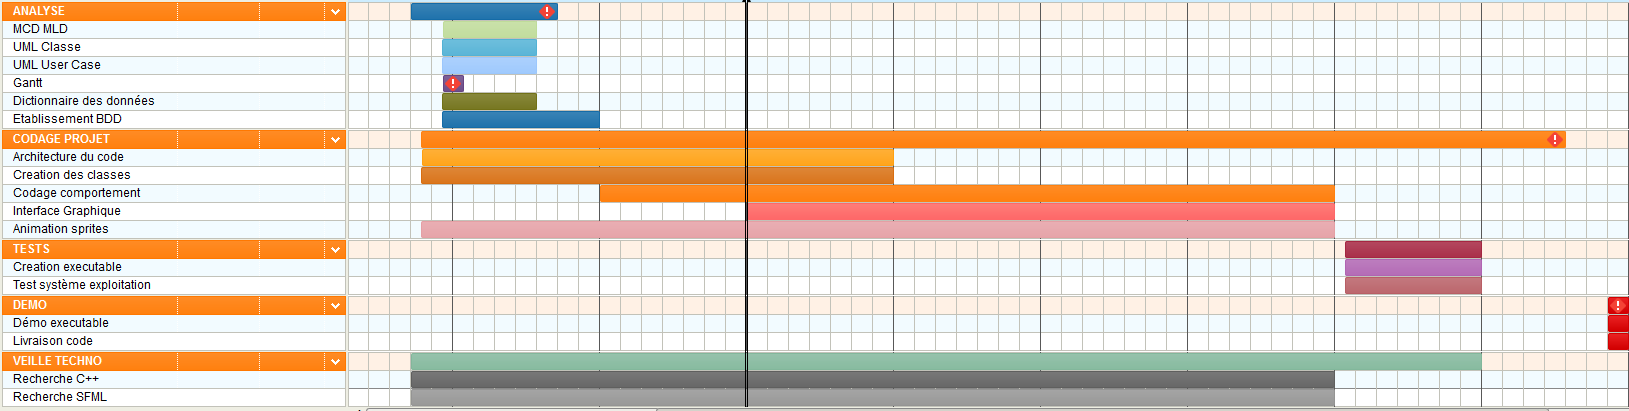 ANALYSE
MCD MLD
UML Classe
UML User Case
Gantt
Dictionnaire des données
Etablissement BDD
CODAGE PROJET
Architecture du code
Creation des classes
Codage comportement
Interface Graphique
Animation sprites
TESTS
Creation executable
Test système exploitation
DEMO
Démo executable
Livraison code
VEILLE TECHNO
Recherche C++
Recherche SFML